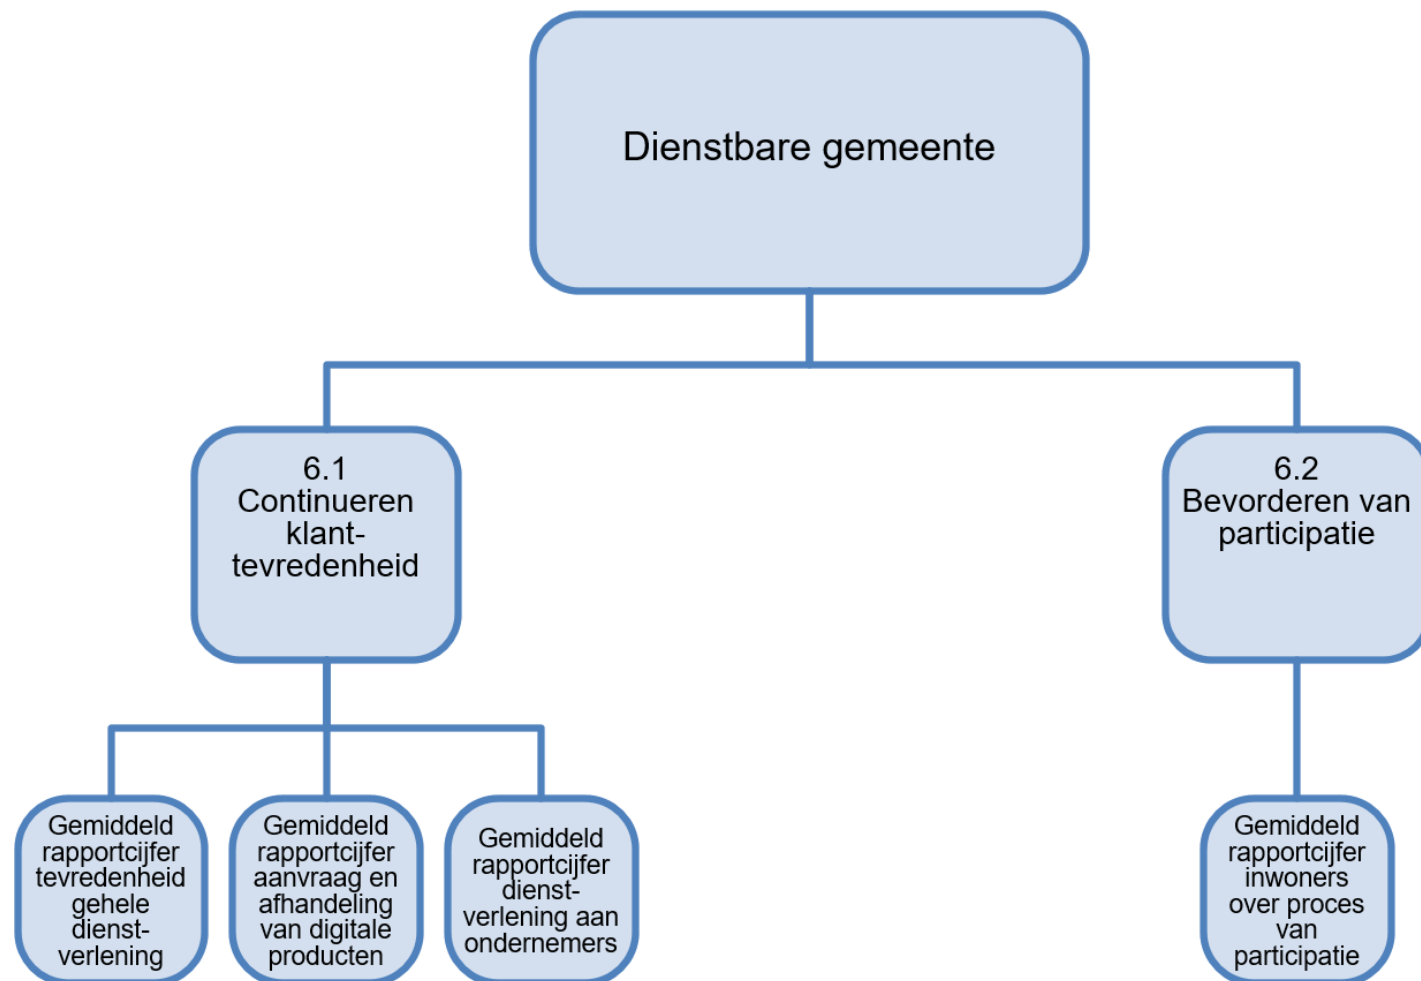 Dienstbare gemeente
6.1
Continueren
klant-
tevredenheid
6.2
Bevorderen van
participatie
Gemiddeld
rapportcijfer
tevredenheid
gehele
dienst-
verlening
Gemiddeld
rapportcijfer
aanvraag en
afhandeling
van digitale
producten
Gemiddeld
rapportcijfer
dienst-
verlening aan
ondernemers
Gemiddeld
rapportcijfer
inwoners
over proces
van
participatie